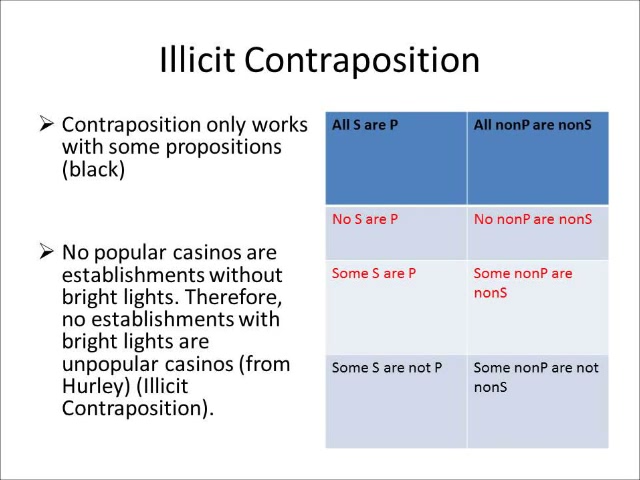 Illicit Contraposition
➢ Contraposition only works
with some propositions
(black)
➢ No popular casinos are
establishments without
bright lights. Therefore,
no establishments with
bright lights are
unpopular casinos (from
Hurley) (Illicit
Contraposition).
All S are P
All nonP are nonS
No S are P
No nonP are nonS
Some S are P
Some nonP are
nonS
Some S are not P
Some nonP are not
nonS